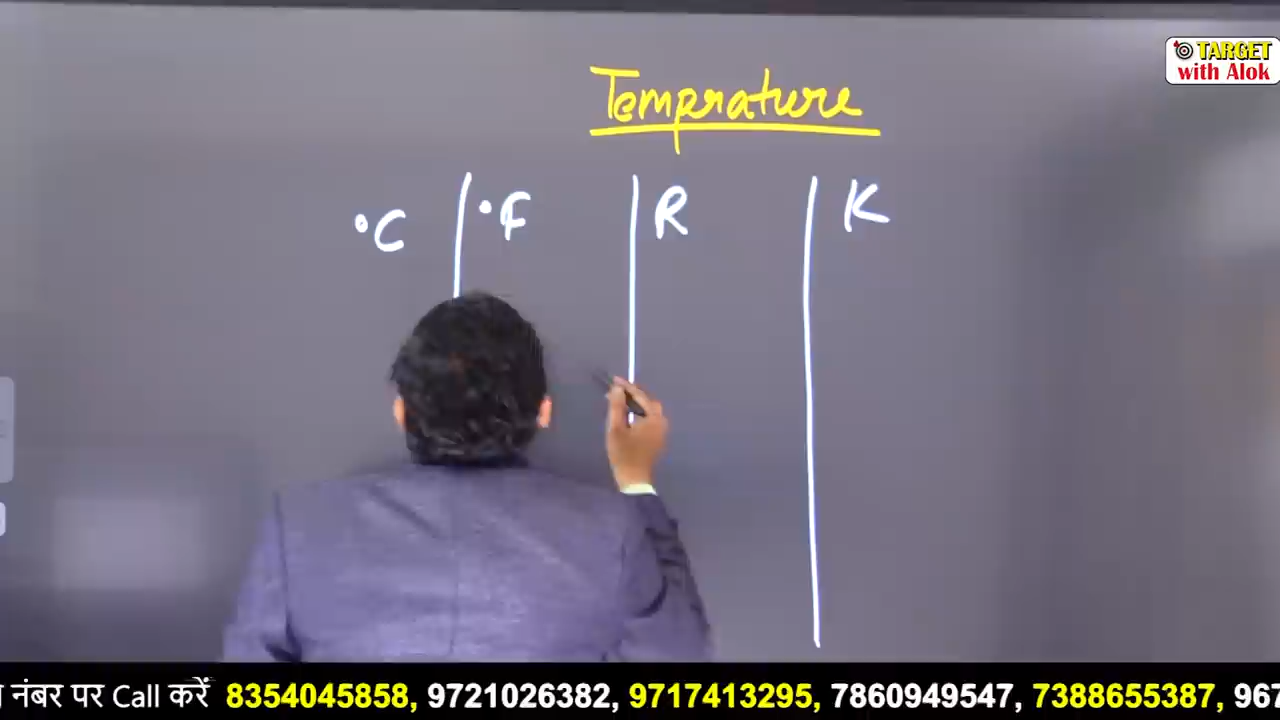 TARGET
with Alok
Temprature
°C °F R K
नंबर पर Call करें 8354045858, 9721026382, 9717413295, 7860949547, 7388655387, 967